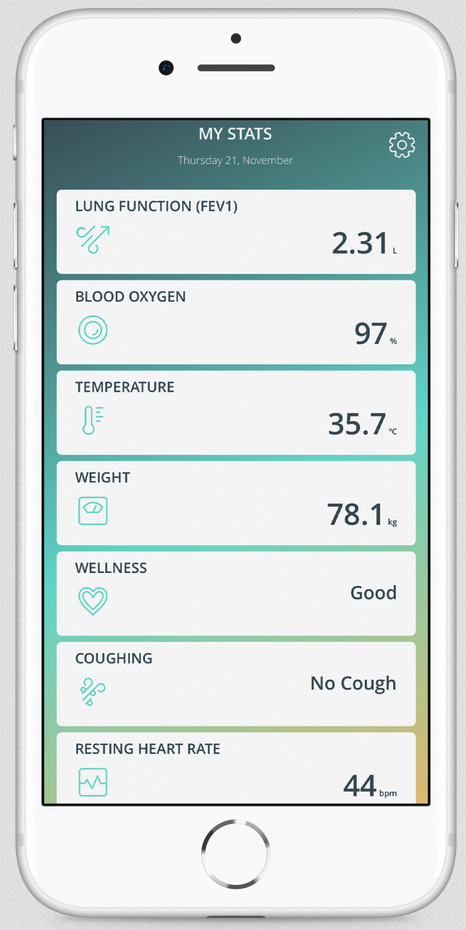 MY STATS
Thursday 21, November
LUNG FUNCTION (FEV1)
2.31 L
BLOOD OXYGEN
97 %
TEMPERATURE
35.7 °C
WEIGHT
78.1 kg
WELLNESS
Good
COUGHING
No Cough
RESTING HEART RATE
44 bpm